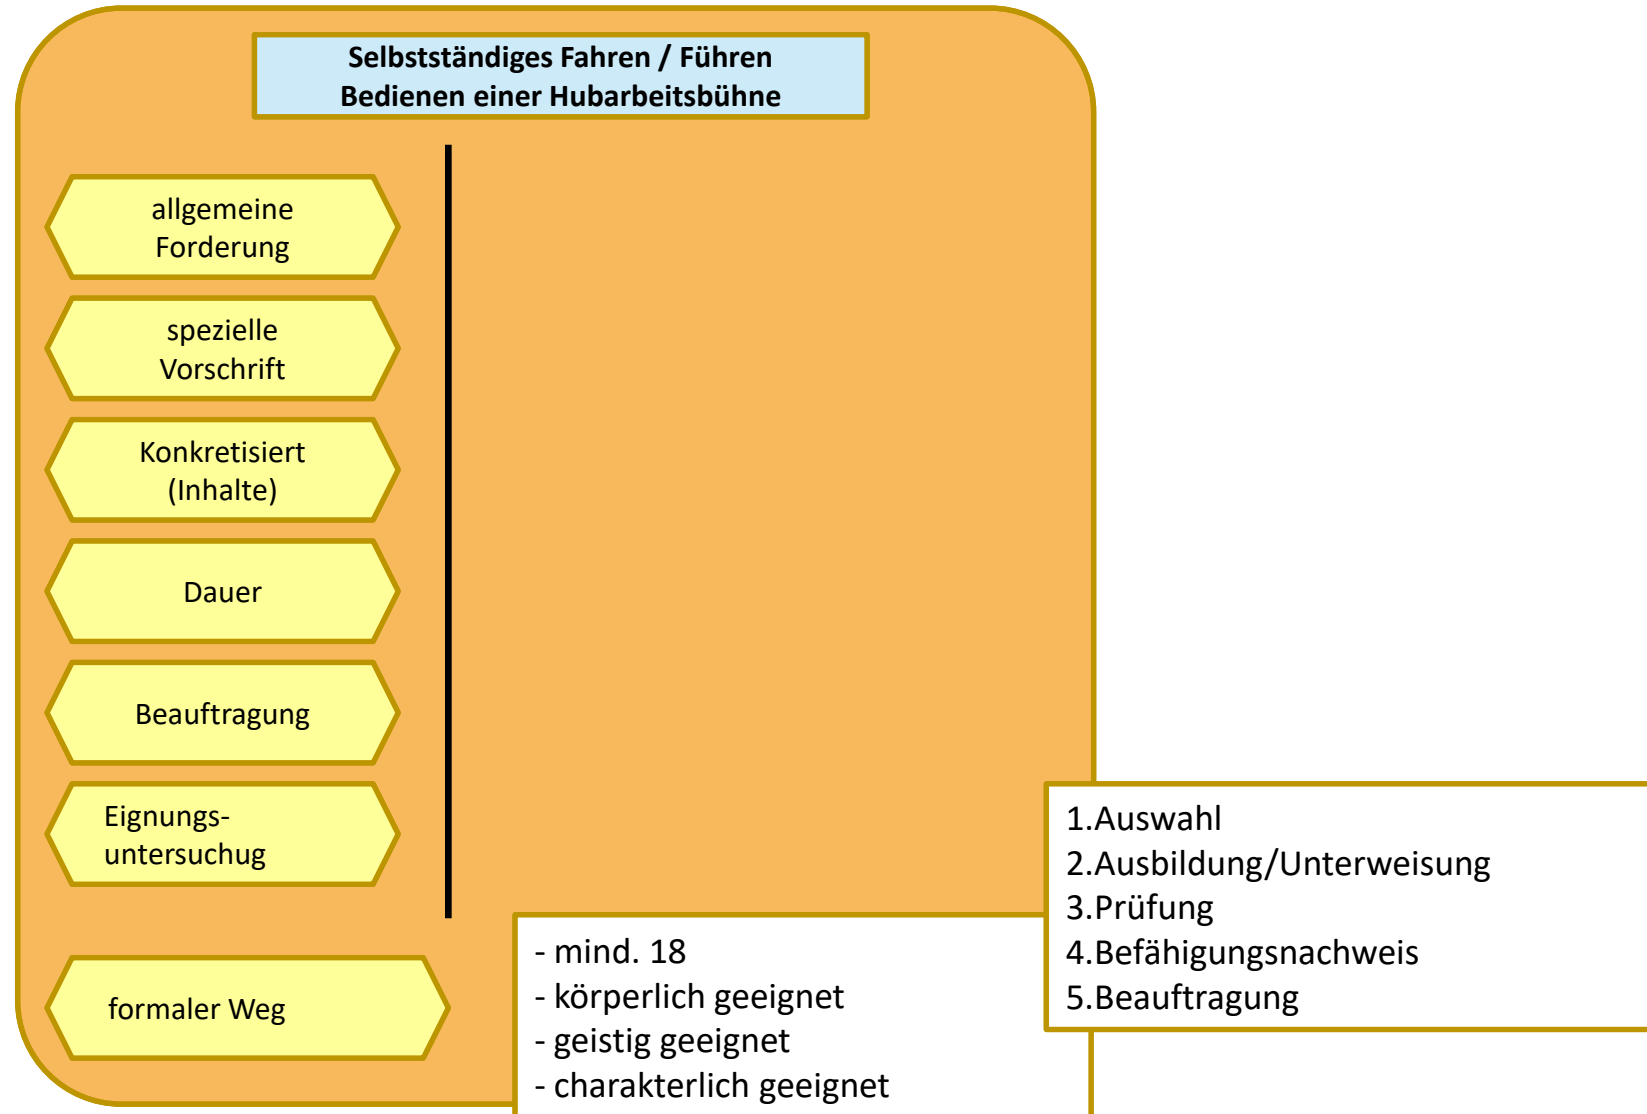 Selbstständiges Fahren / Führen
Bedienen einer Hubarbeitsbühne
allgemeine
Forderung
spezielle
Vorschrift
Konkretisiert
(Inhalte)
Dauer
Beauftragung
Eignungs-
untersuchug
formaler Weg
- mind. 18
- körperlich geeignet
- geistig geeignet
- charakterlich geeignet
1.Auswahl
2.Ausbildung/Unterweisung
3.Prüfung
4.Befähigungsnachweis
5.Beauftragung